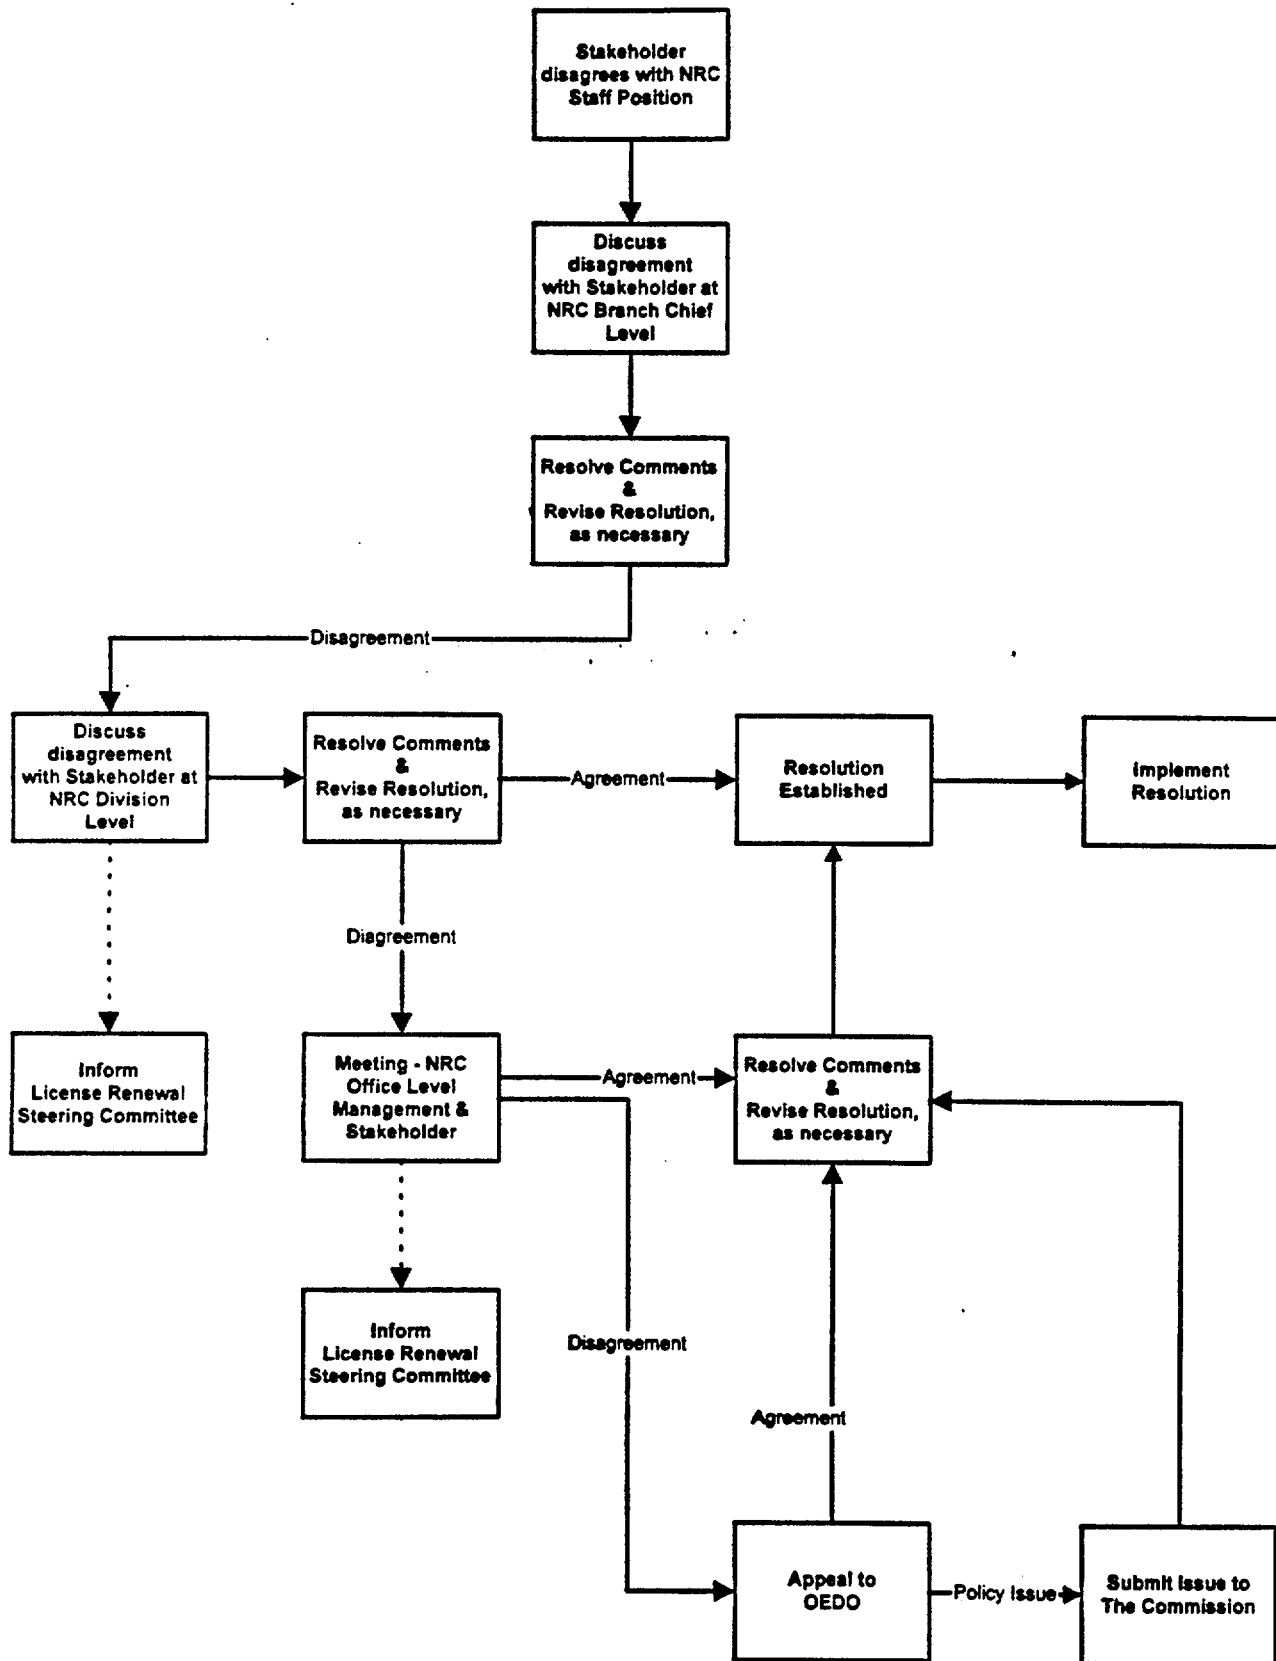 Stakeholder
disagrees with NRC
Staff Position
Discuss
disagreement
with Stakeholder at
NRC Branch Chief
Level
Resolve Comments
&
Revise Resolution,
as necessary
Disagreement
Discuss
disagreement
with Stakeholder at
NRC Division
Level
Resolve Comments
&
Revise Resolution,
as necessary
Agreement
Resolution
Established
Implement
Resolution
Diagreement
Inform
License Renewal
Steering Committee
Meeting - NRC
Office Level
Management &
Stakeholder
Agreement
Resolve Comments
&
Revise Resolution,
as necessary
Inform
License Renewal
Steering Committee
Disagreement
Agreement
Appeal to
OEDO
Policy Issue
Submit Issue to
The Commission